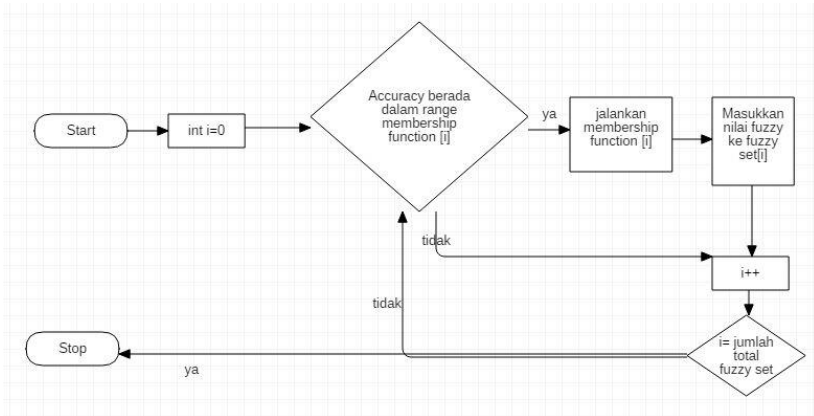 Start
int i=0
Accuracy berada
dalam range
membership
function [i]
ya
jalankan
membership
function [i]
Masukkan
nilai fuzzy
ke fuzzy
set[i]
tidak
i++
tidak
i= jumlah
total
fuzzy set
Stop
ya